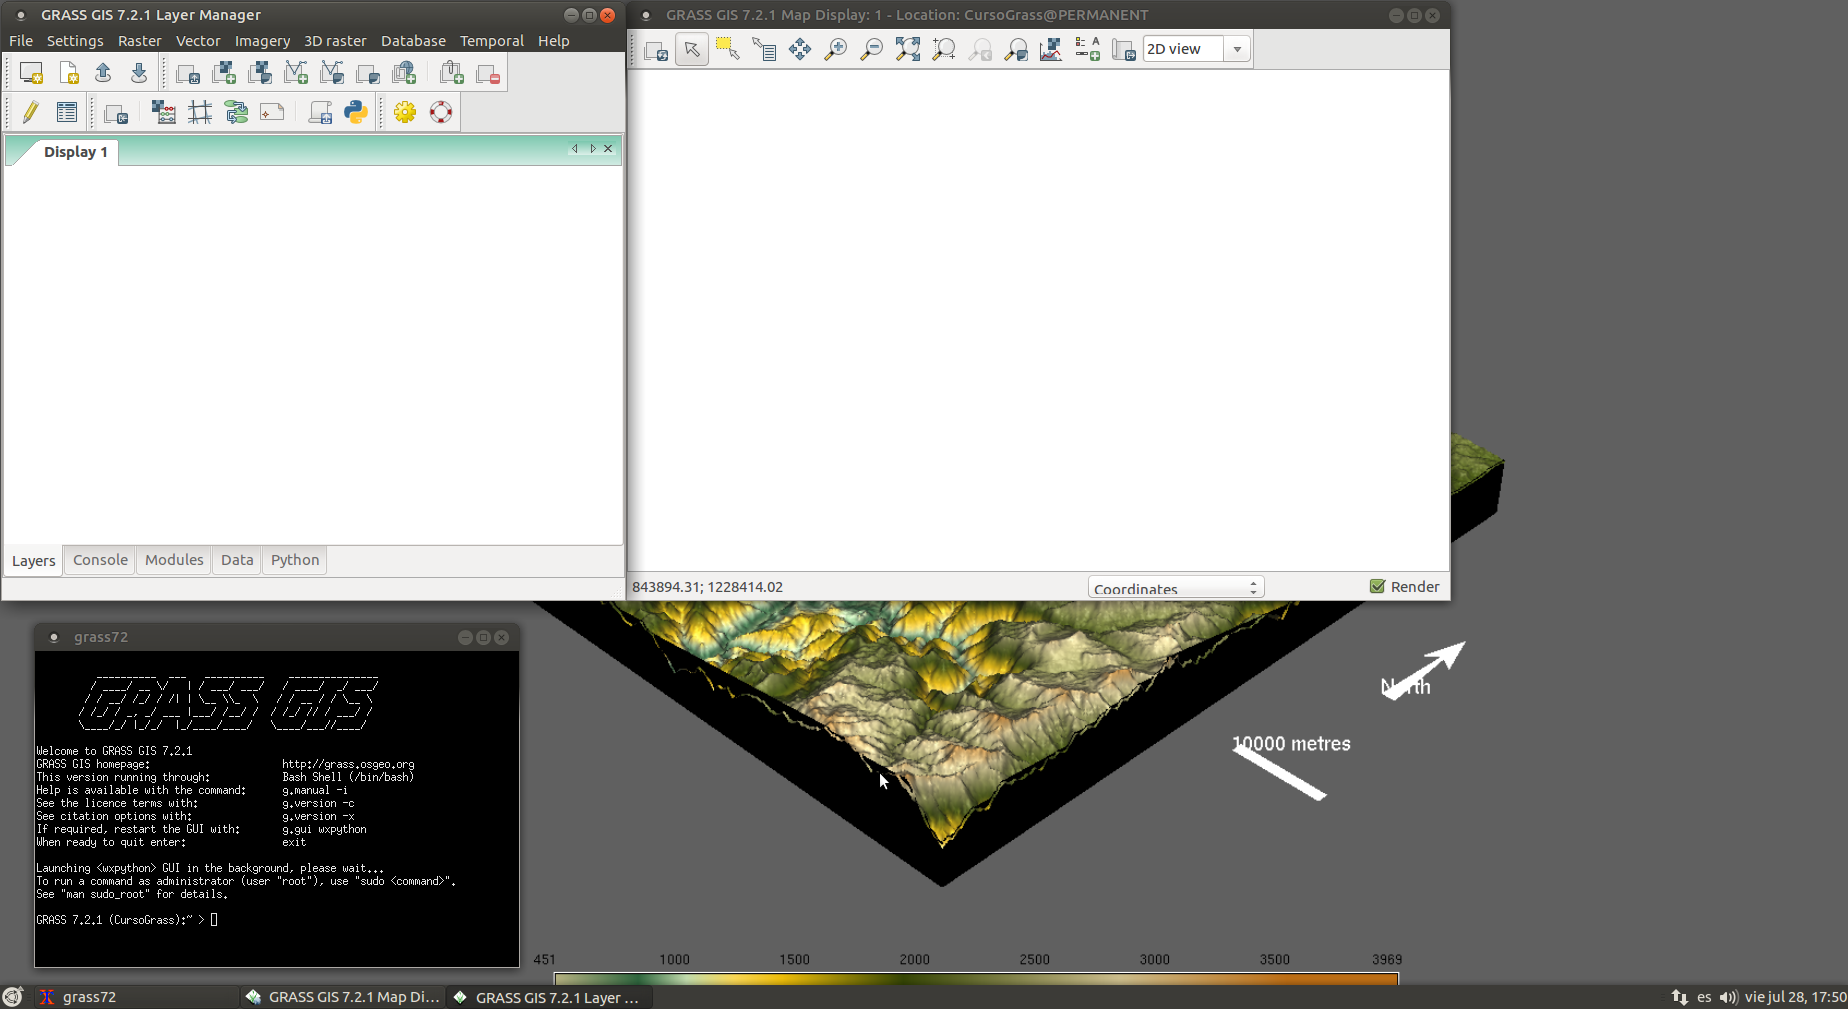 GRASS GIS 7.2.1 Layer Manager
File Settings Raster Vector Imagery 3D raster Database Temporal Help
Display 1
Layers Console Modules Data Python
GRASS GIS 7.2.1 Map Display: 1 - Location: CursoGrass@PERMANENT
2D view
843894.31; 1228414.02
Coordinates
Render
grass72
GRASS GIS
Welcome to GRASS GIS 7.2.1
GRASS GIS homepage: http://grass.osgeo.org
This version running through: Bash Shell (/bin/bash)
Help is available with the command: g.manual -i
See the licence terms with: g.version -c
See citation options with: g.version -x
If required, restart the GUI with: g.gui wxpython
When ready to quit enter: exit
Launching <wxpython> GUI in the background, please wait...
To run a command as administrator (user "root"), use "sudo <command>".
See "man sudo_root" for details.
GRASS 7.2.1 (CursoGrass):~ >
North
10000 metres
451 1000 1500 2000 2500 3000 3500 3969
grass72
GRASS GIS 7.2.1 Map Di...
GRASS GIS 7.2.1 Layer ...
es
vie jul 28, 17:50